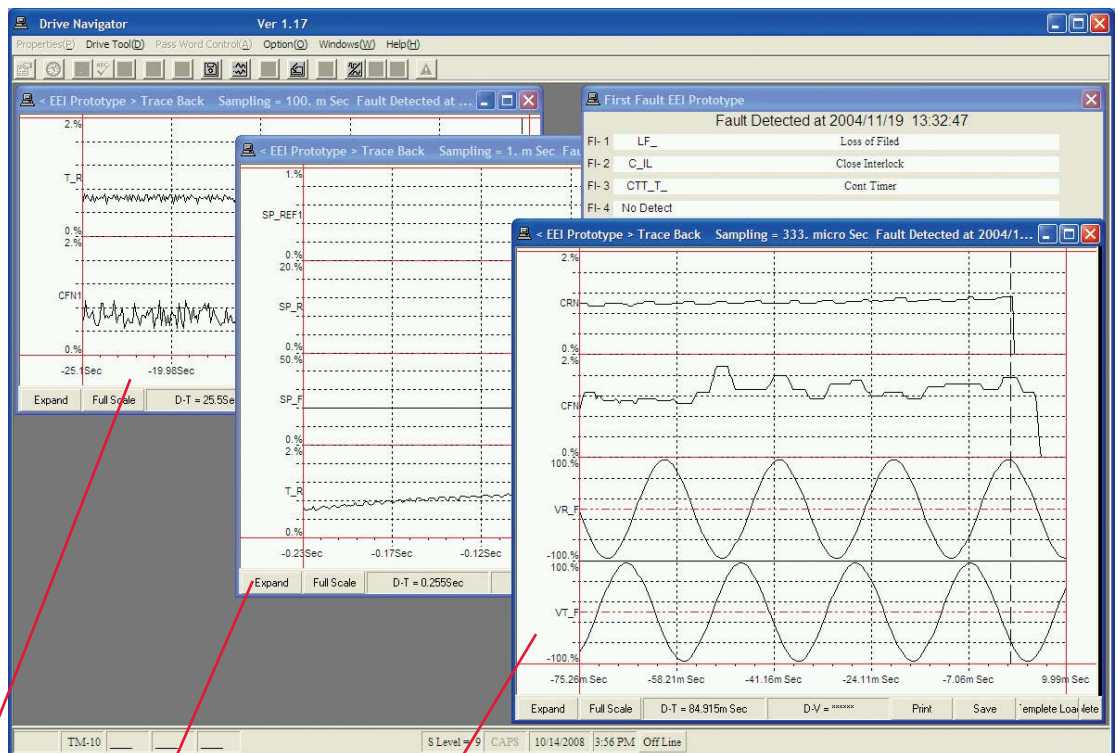 Drive Navigator Ver 1.17
Properties(P) Drive Tool(D) Pass Word Control(A) Option(O) Windows(W) Help(H)
< EEI Prototype > Trace Back Sampling = 100. m Sec Fault Detected at ...
2.%
T_R
0.%
2.%
CFN1
0.%
-25.1Sec -19.98Sec
Expand Full Scale D-T = 25.5Se
< EEI Prototype > Trace Back Sampling = 1. m Sec Fau
1.%
SP_REF1
0.%
20.%
SP_R
0.%
50.%
SP_F
0.%
2.%
T_R
0.%
-0.23Sec -0.17Sec -0.12Sec
Expand Full Scale D-T = 0.255Sec
First Fault EEI Prototype
Fault Detected at 2004/11/19 13:32:47
FI- 1 LF_ Loss of Filed
FI- 2 C_IL Close Interlock
FI- 3 CTT_T_ Cont Timer
FI- 4 No Detect
< EEI Prototype > Trace Back Sampling = 333. micro Sec Fault Detected at 2004/1...
2.%
CRN
0.%
2.%
CFN
0.%
100.%
VR_F
-100.%
100.%
VT_F
-100.%
-75.26m Sec -58.21m Sec -41.16m Sec -24.11m Sec -7.06m Sec 9.99m Sec
Expand Full Scale D-T = 84.915m Sec D-V = ****** Print Save emplete Loa lete
TM-10 S Level = 9 CAPS 10/14/2008 3:56 PM Off Line